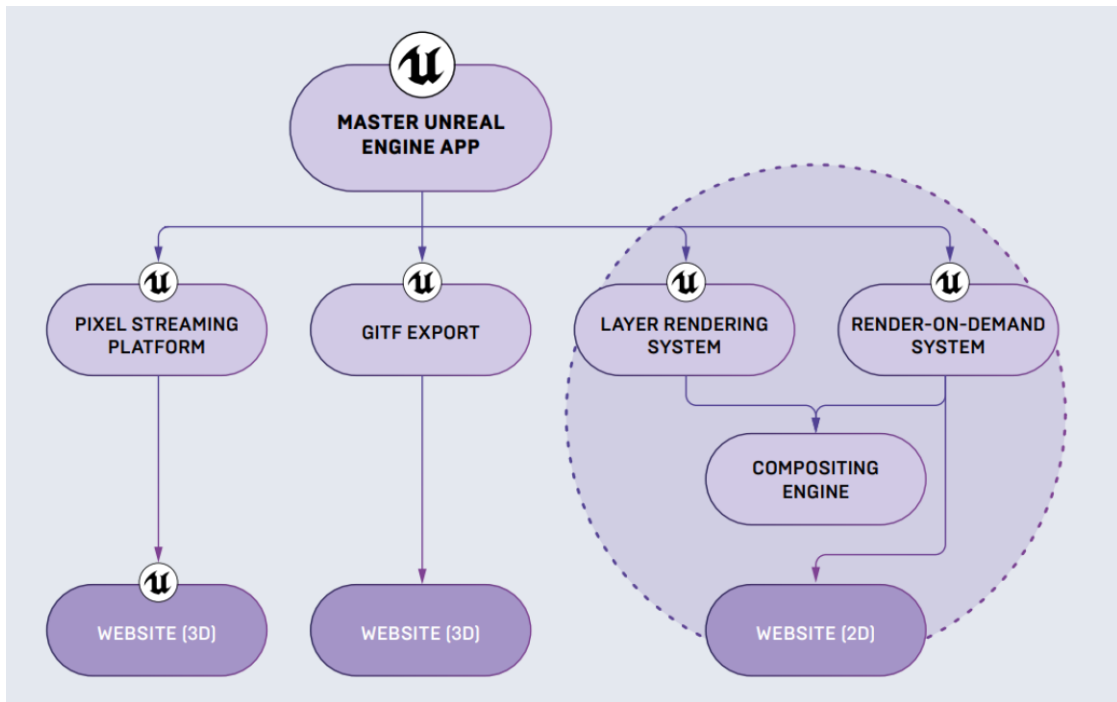 MASTER UNREAL
ENGINE APP
PIXEL STREAMING
PLATFORM
GITF EXPORT
LAYER RENDERING
SYSTEM
RENDER-ON-DEMAND
SYSTEM
COMPOSITING
ENGINE
WEBSITE (3D)
WEBSITE (3D)
WEBSITE (2D)